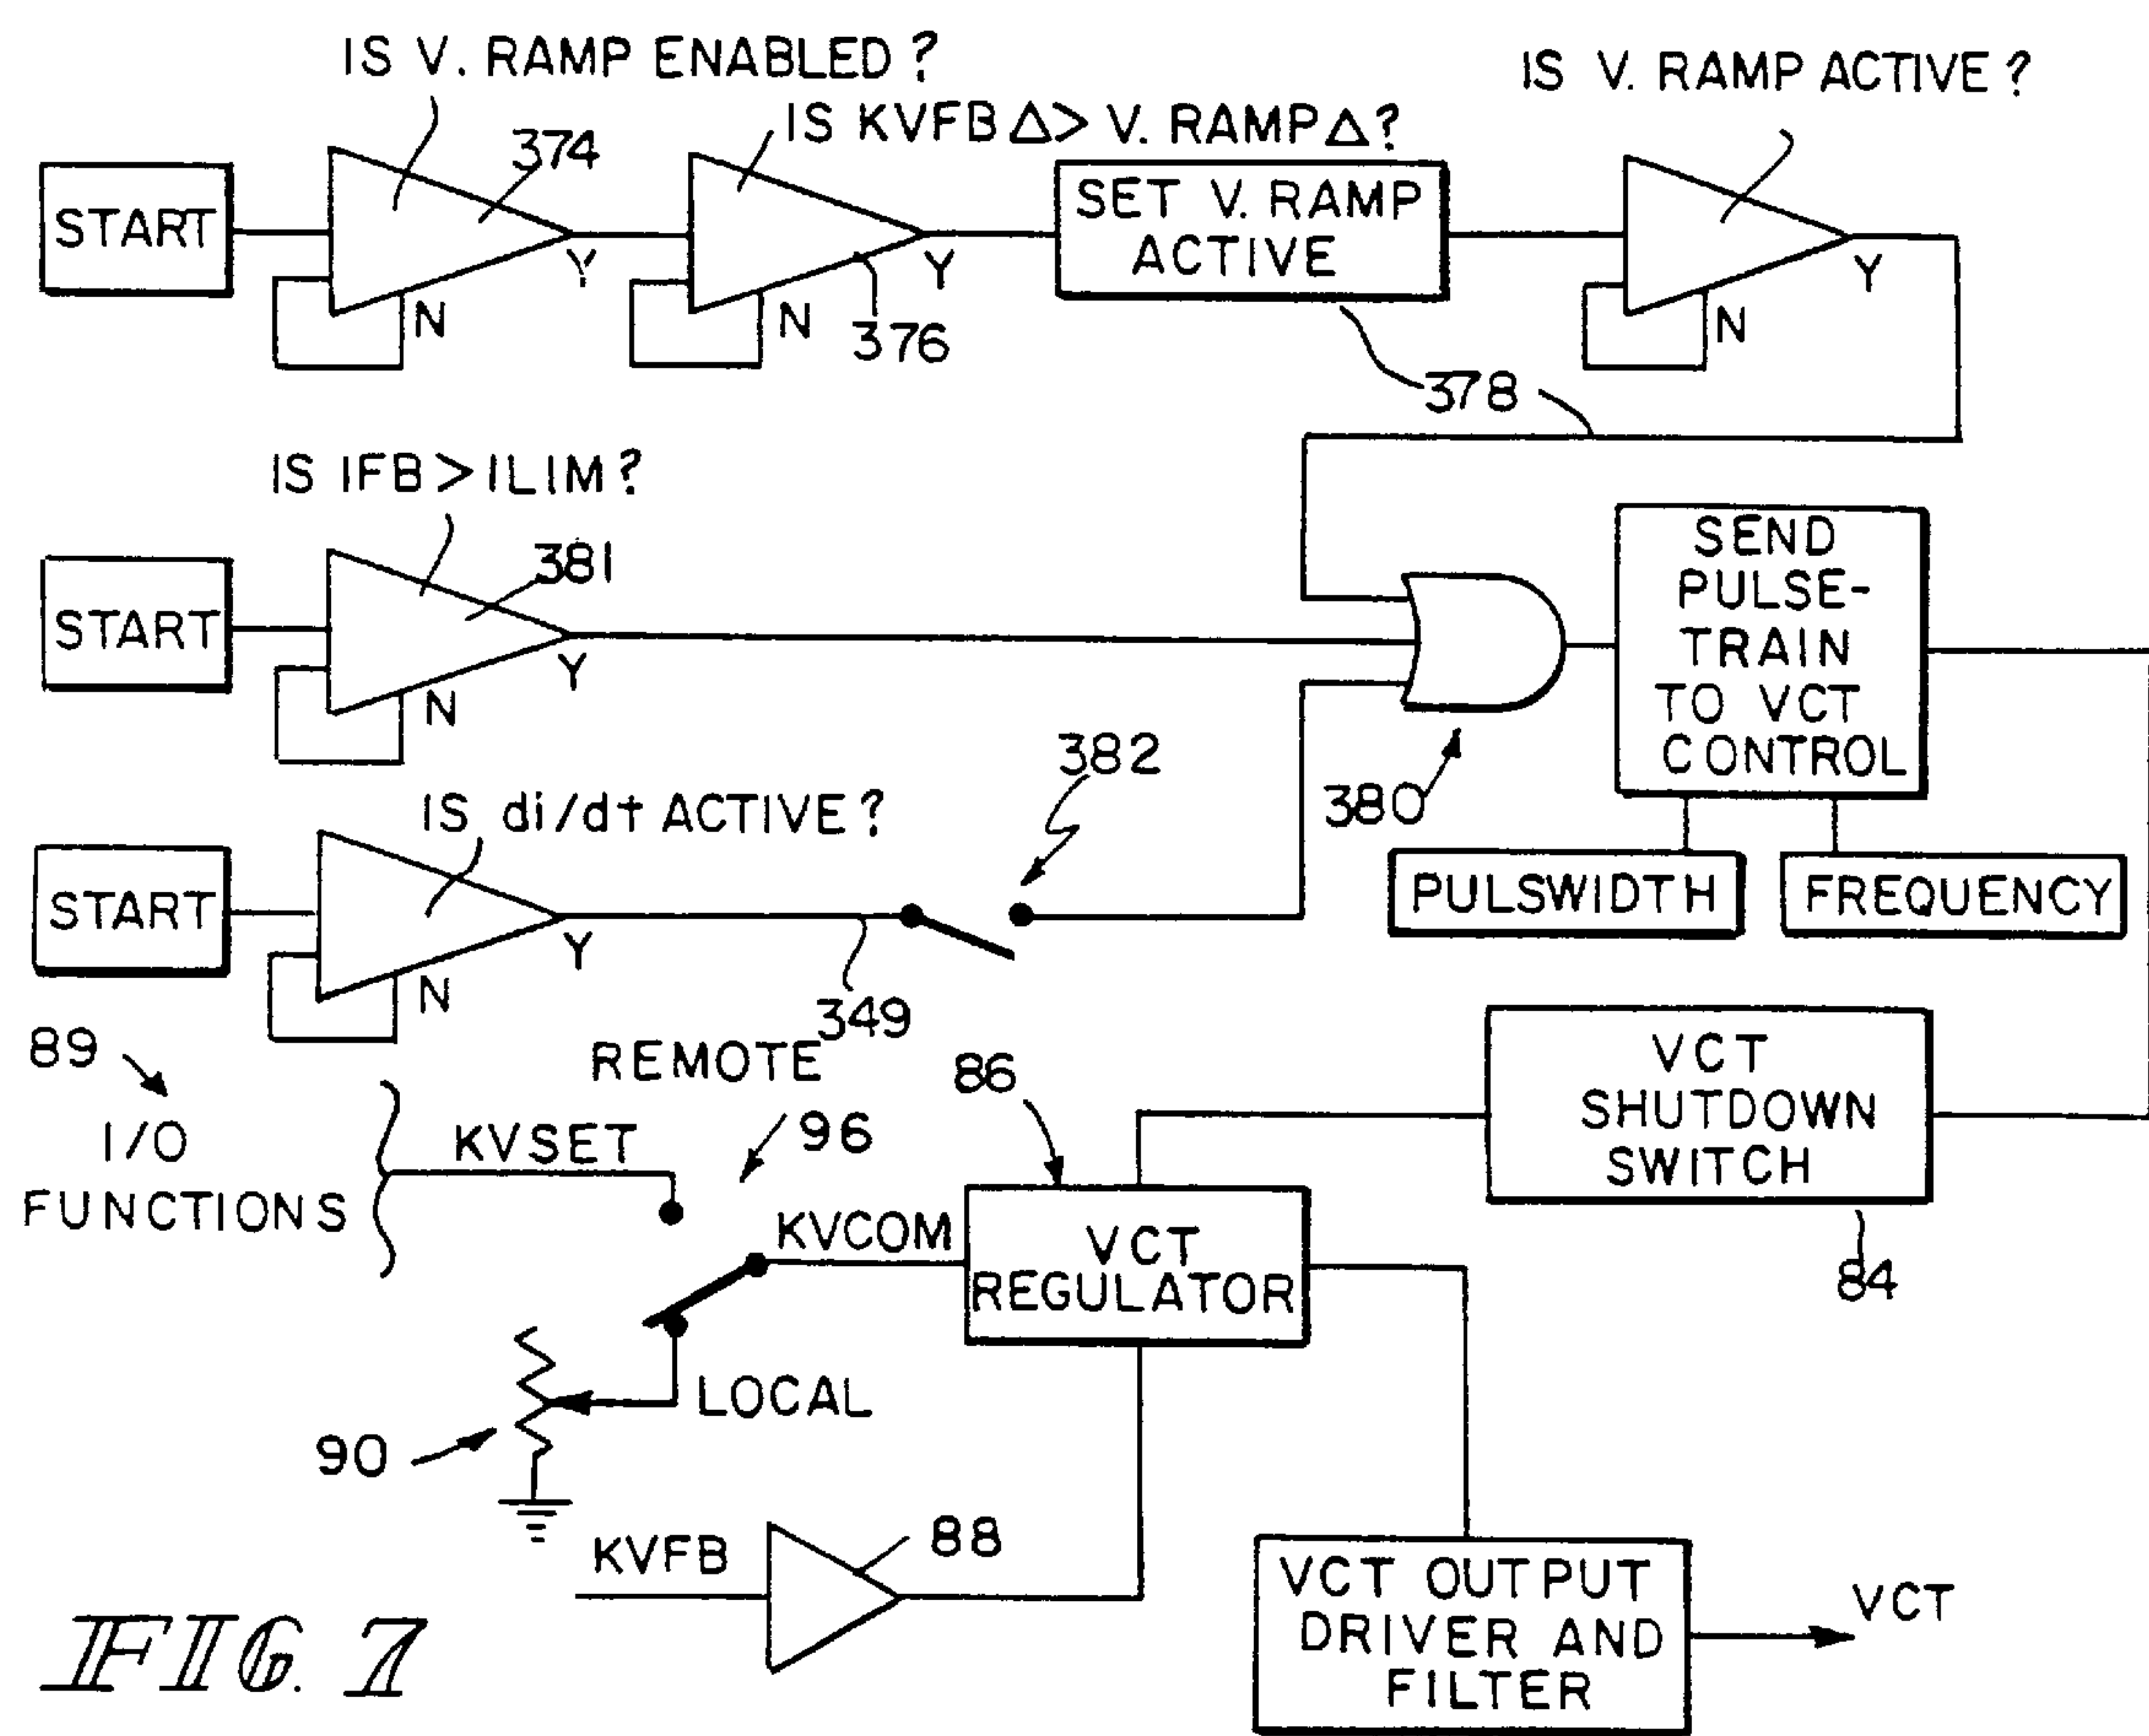 IS V. RAMP ENABLED?
IS V. RAMP ACTIVE?
IS KVFB Δ> V. RAMP Δ?
374
START
SET V. RAMP
ACTIVE
Y
N
Y
N
376
Y
N
378
IS IFB > ILIM?
381
START
Y
N
SEND
PULSE-
TRAIN
TO VCT
CONTROL
380
382
IS di/dt ACTIVE?
START
Y
N
349
PULSWIDTH
FREQUENCY
89
I/O
FUNCTIONS
REMOTE
KVSET
96
86
KVCOM
VCT
REGULATOR
VCT
SHUTDOWN
SWITCH
84
LOCAL
90
KVFB
88
VCT OUTPUT
DRIVER AND
FILTER
VCT
FIG. 7